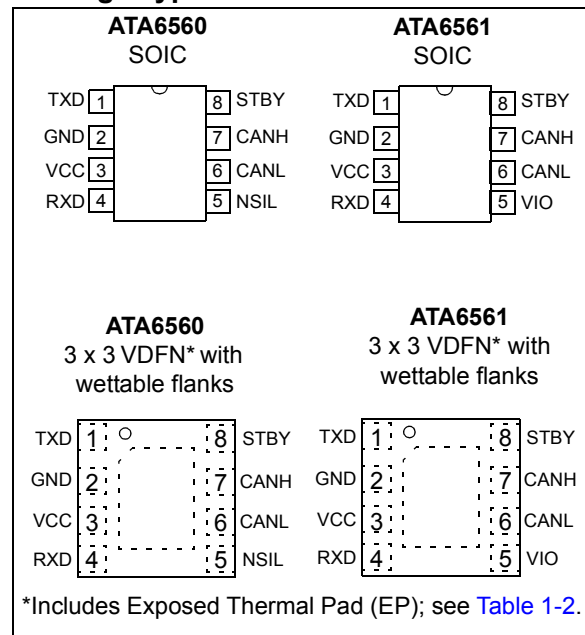 ATA6560
SOIC
TXD 1 8 STBY
GND 2 7 CANH
VCC 3 6 CANL
RXD 4 5 NSIL
ATA6561
SOIC
TXD 1 8 STBY
GND 2 7 CANH
VCC 3 6 CANL
RXD 4 5 VIO
ATA6560
3 x 3 VDFN* with
wettable flanks
TXD 1 8 STBY
GND 2 7 CANH
VCC 3 6 CANL
RXD 4 5 NSIL
ATA6561
3 x 3 VDFN* with
wettable flanks
TXD 1 8 STBY
GND 2 7 CANH
VCC 3 6 CANL
RXD 4 5 VIO
*Includes Exposed Thermal Pad (EP); see Table 1-2.